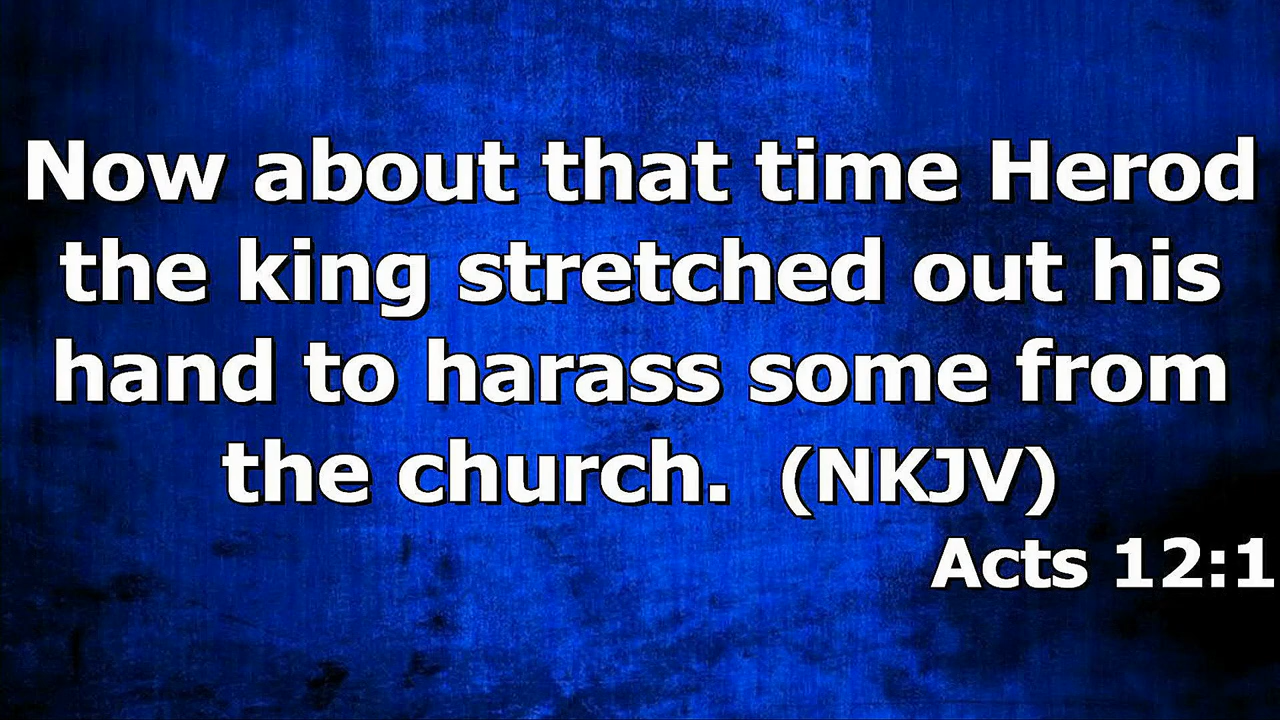 Now about that time Herod
the king stretched out his
hand to harass some from
the church.  (NKJV)
Acts 12:1